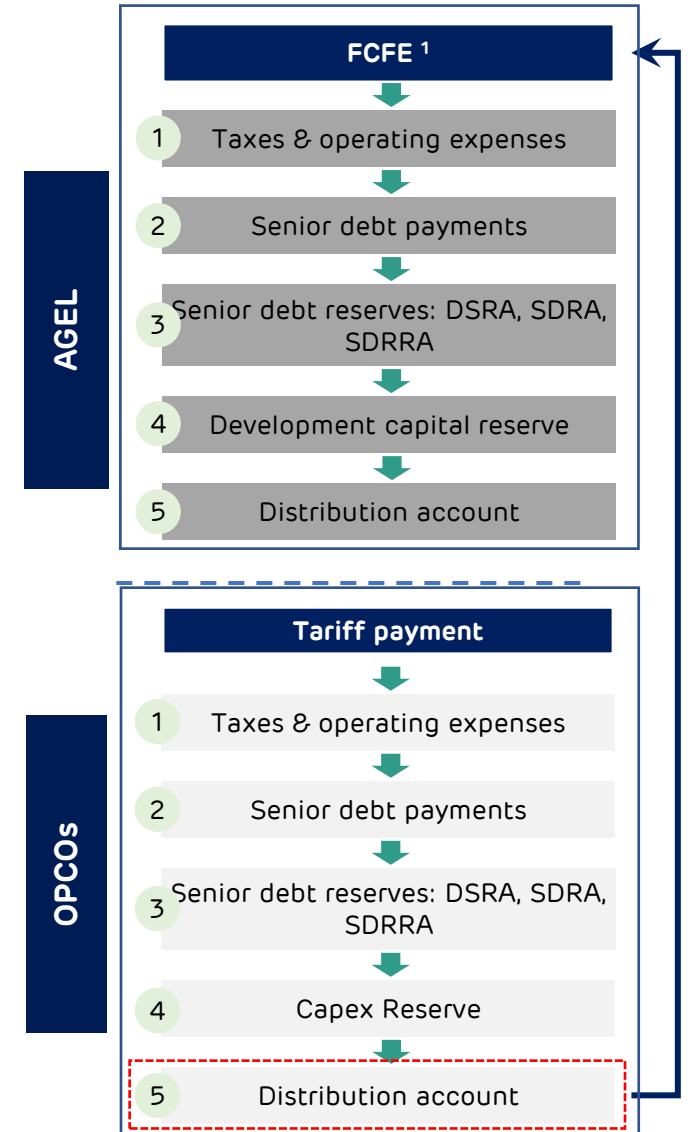 FCFE ¹
1 Taxes & operating expenses
2 Senior debt payments
3 Senior debt reserves: DSRA, SDRA,
SDRRA
4 Development capital reserve
5 Distribution account
AGEL
Tariff payment
1 Taxes & operating expenses
2 Senior debt payments
3 Senior debt reserves: DSRA, SDRA,
SDRRA
4 Capex Reserve
5 Distribution account
OPCOs